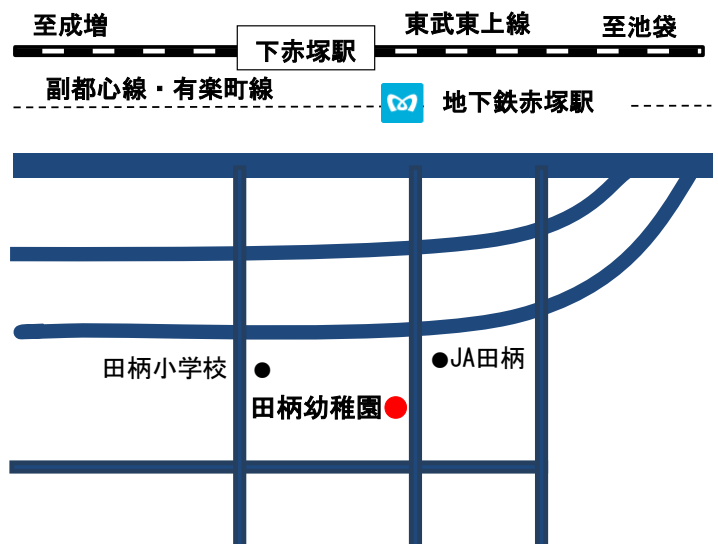 至成増
東武東上線
至池袋
下赤塚駅
副都心線・有楽町線
地下鉄赤塚駅
田柄小学校
JA田柄
田柄幼稚園